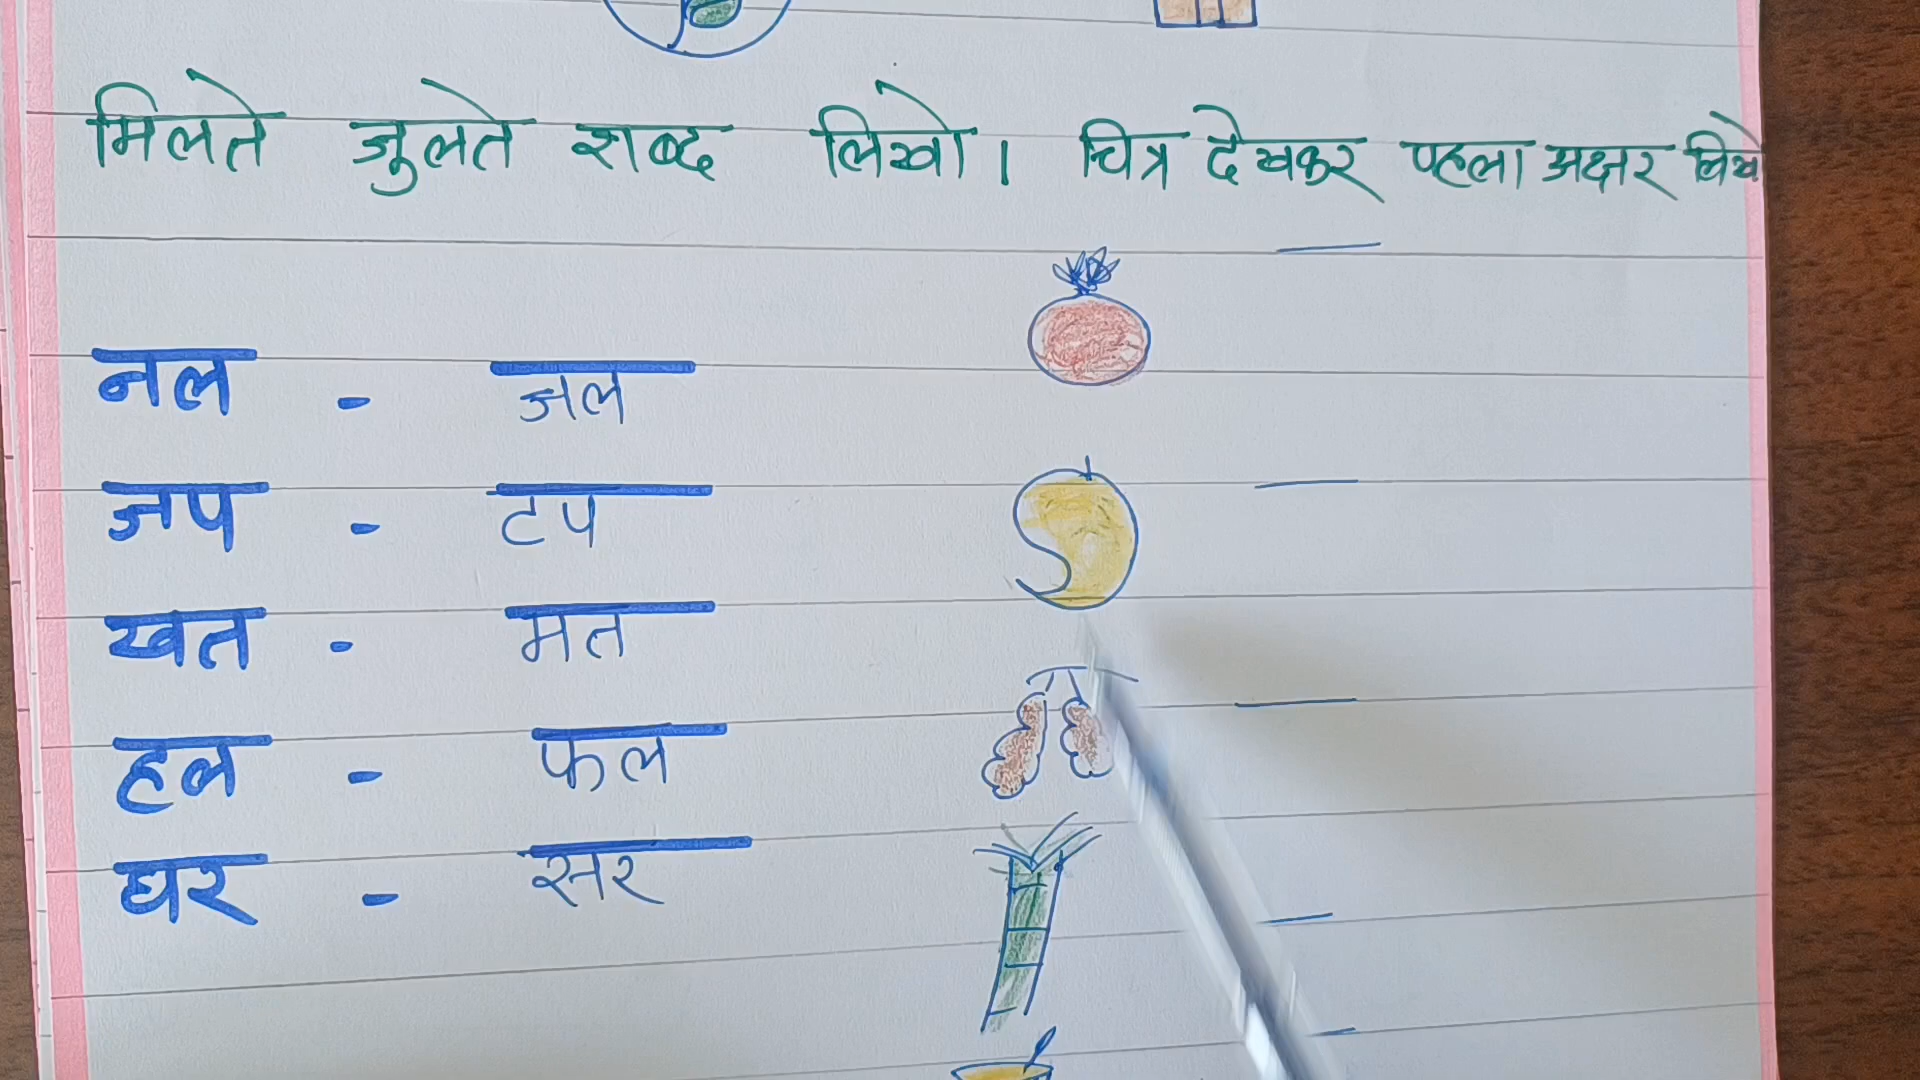 मिलते जुलते शब्द लिखो। चित्र देखकर पहला अक्षर लिखो
नल - जल
जप - टप
खत - मत
हल - फल
घर - सर